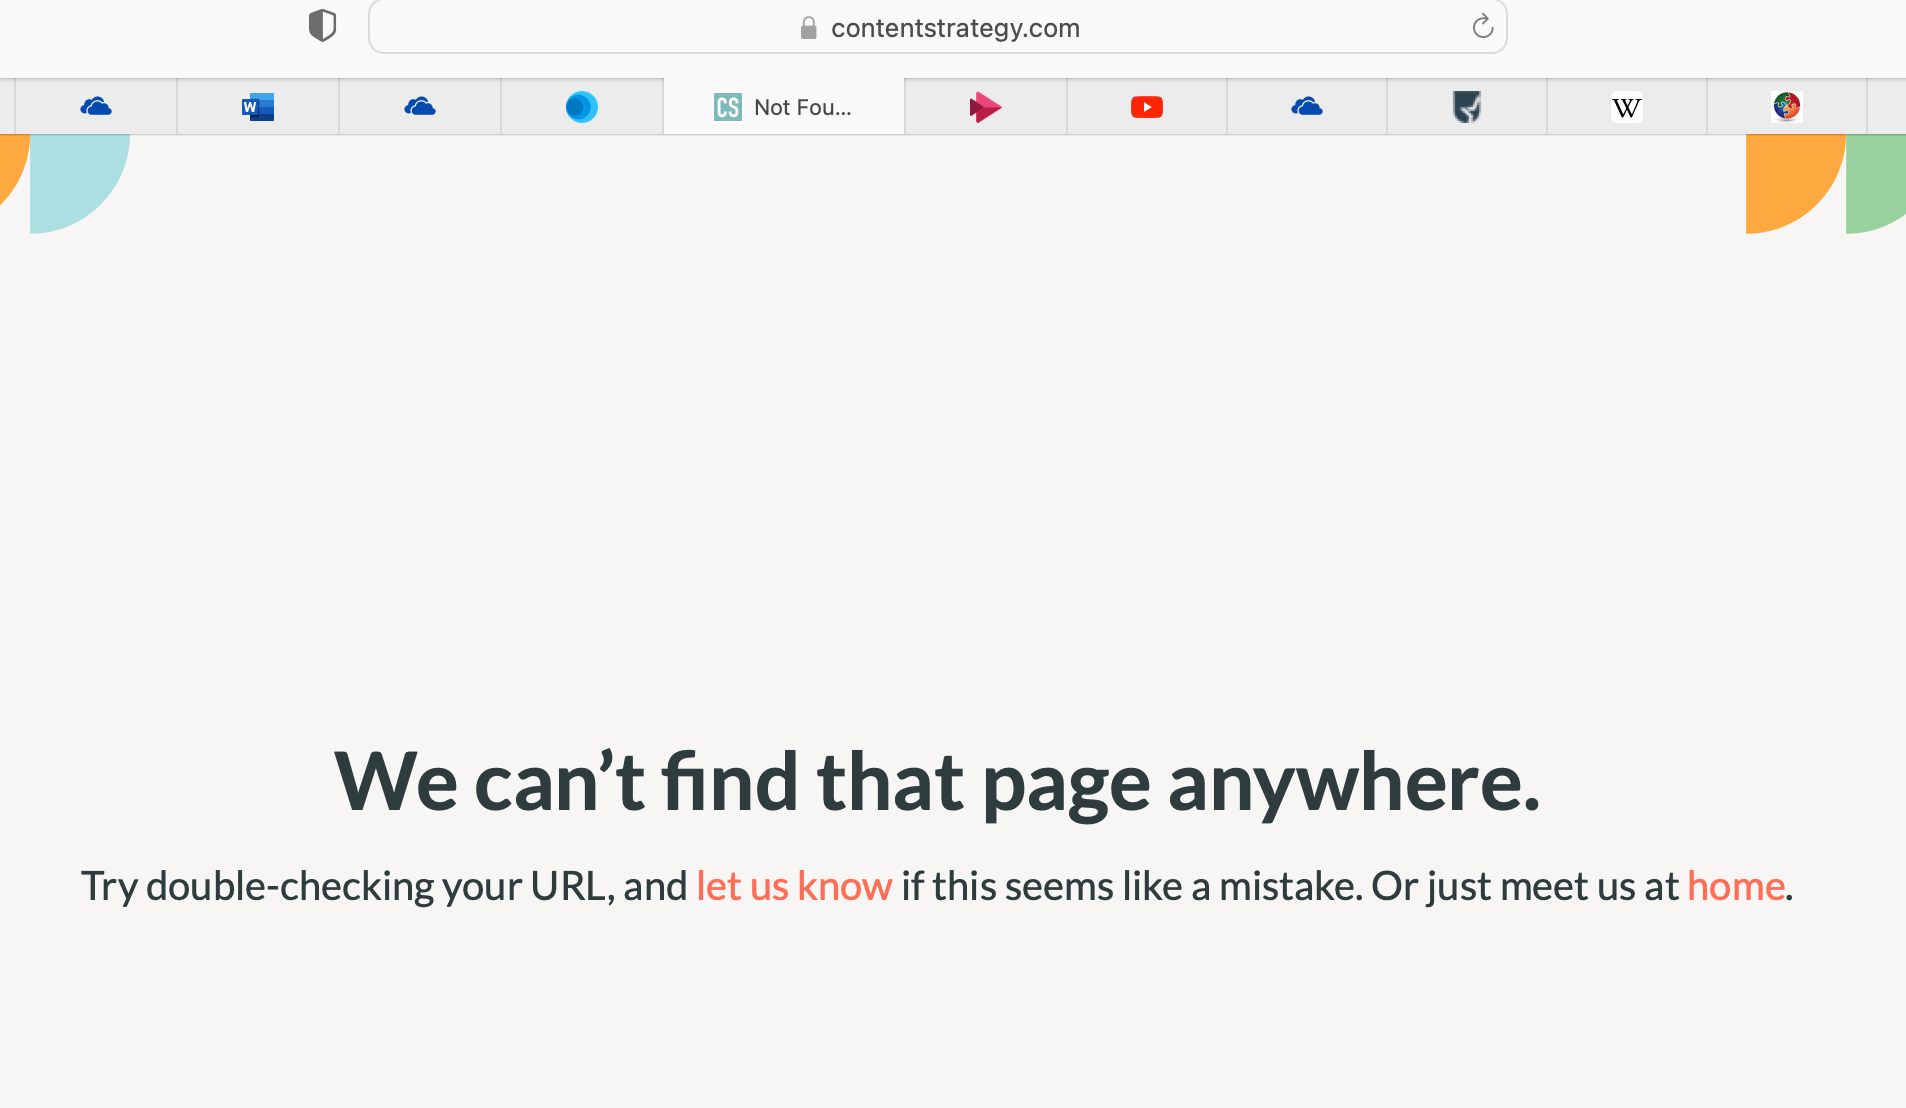 contentstrategy.com
W CS Not Fou... W
We can’t find that page anywhere.
Try double-checking your URL, and let us know if this seems like a mistake. Or just meet us at home.